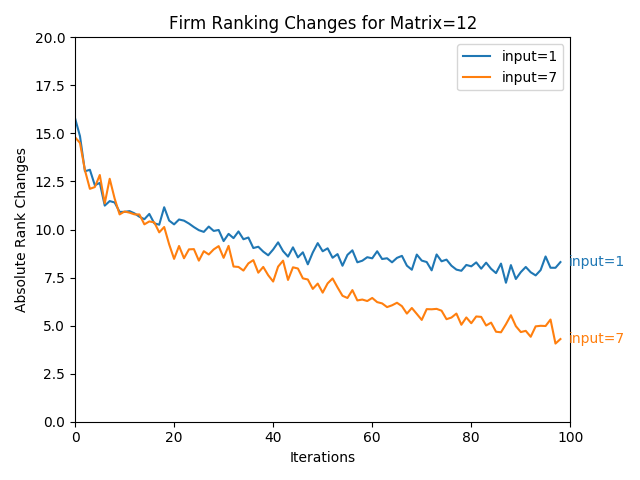 Firm Ranking Changes for Matrix=12
20.0
17.5
15.0
12.5
10.0
7.5
5.0
2.5
0.0
Absolute Rank Changes
input=1
input=7
input=1
input=7
0 20 40 60 80 100
Iterations